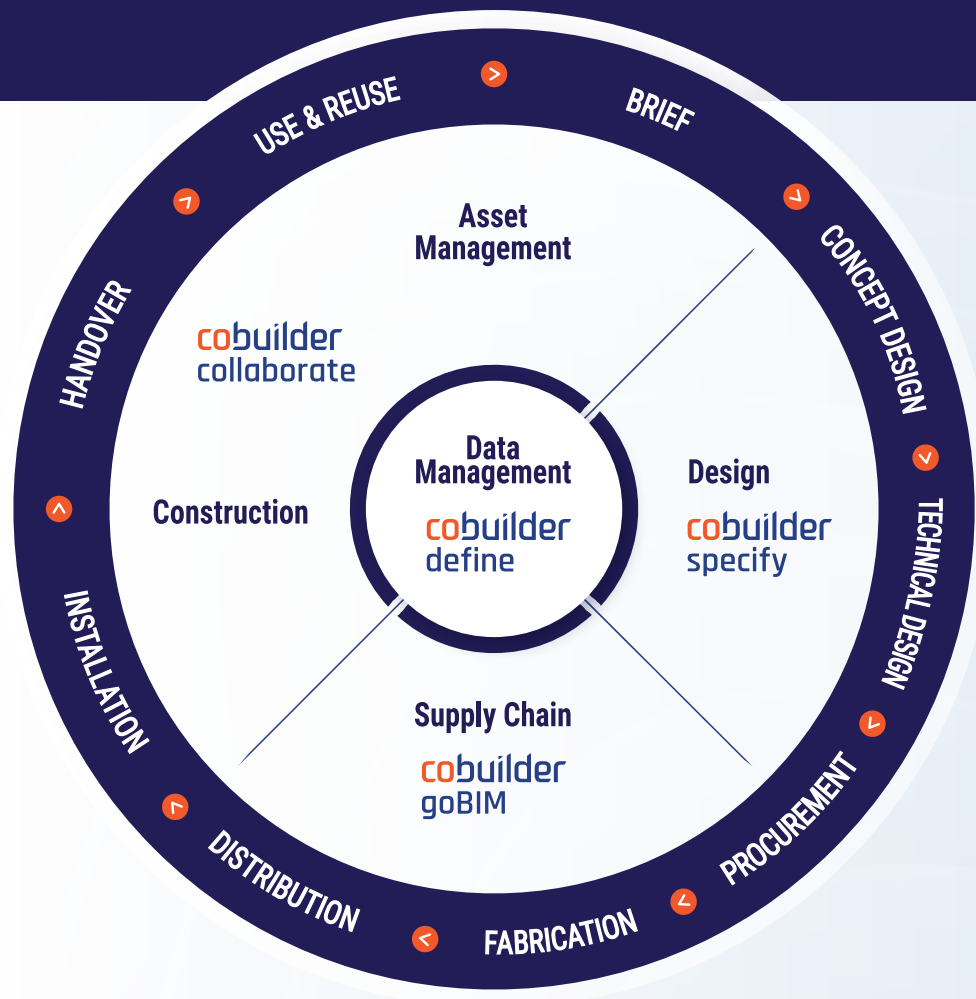 USE & REUSE
BRIEF
CONCEPT DESIGN
TECHNICAL DESIGN
PROCUREMENT
FABRICATION
DISTRIBUTION
INSTALLATION
HANDOVER
Asset
Management
cobuilder
collaborate
Construction
Data
Management
cobuilder
define
Design
cobuilder
specify
Supply Chain
cobuilder
goBIM